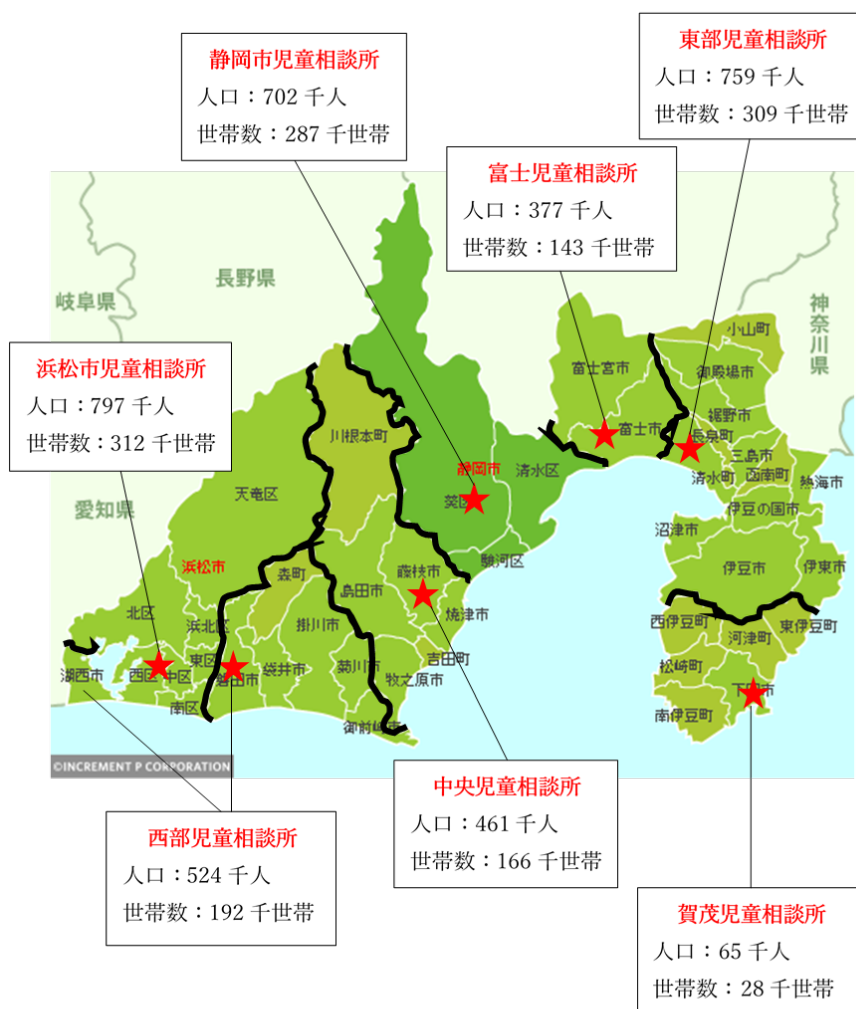 東部児童相談所
人口：759 千人
世帯数：309 千世帯
静岡市児童相談所
人口：702 千人
世帯数：287 千世帯
富士児童相談所
人口：377 千人
世帯数：143 千世帯
浜松市児童相談所
人口：797 千人
世帯数：312 千世帯
長野県
岐阜県
神奈川県
愛知県
小山町
御殿場市
富士宮市
裾野市
富士市
長泉町
三島市
函南町
清水町
熱海市
伊豆の国市
沼津市
伊豆市
伊東市
川根本町
静岡市
清水区
葵区
駿河区
天竜区
浜松市
森町
島田市
藤枝市
焼津市
北区
浜北区
掛川市
吉田町
西伊豆町
東伊豆町
河津町
松崎町
下田市
南伊豆町
湖西市
西区
中区
東区
磐田市
袋井市
菊川市
牧之原市
南区
御前崎市
©INCREMENT P CORPORATION
西部児童相談所
人口：524 千人
世帯数：192 千世帯
中央児童相談所
人口：461 千人
世帯数：166 千世帯
賀茂児童相談所
人口：65 千人
世帯数：28 千世帯